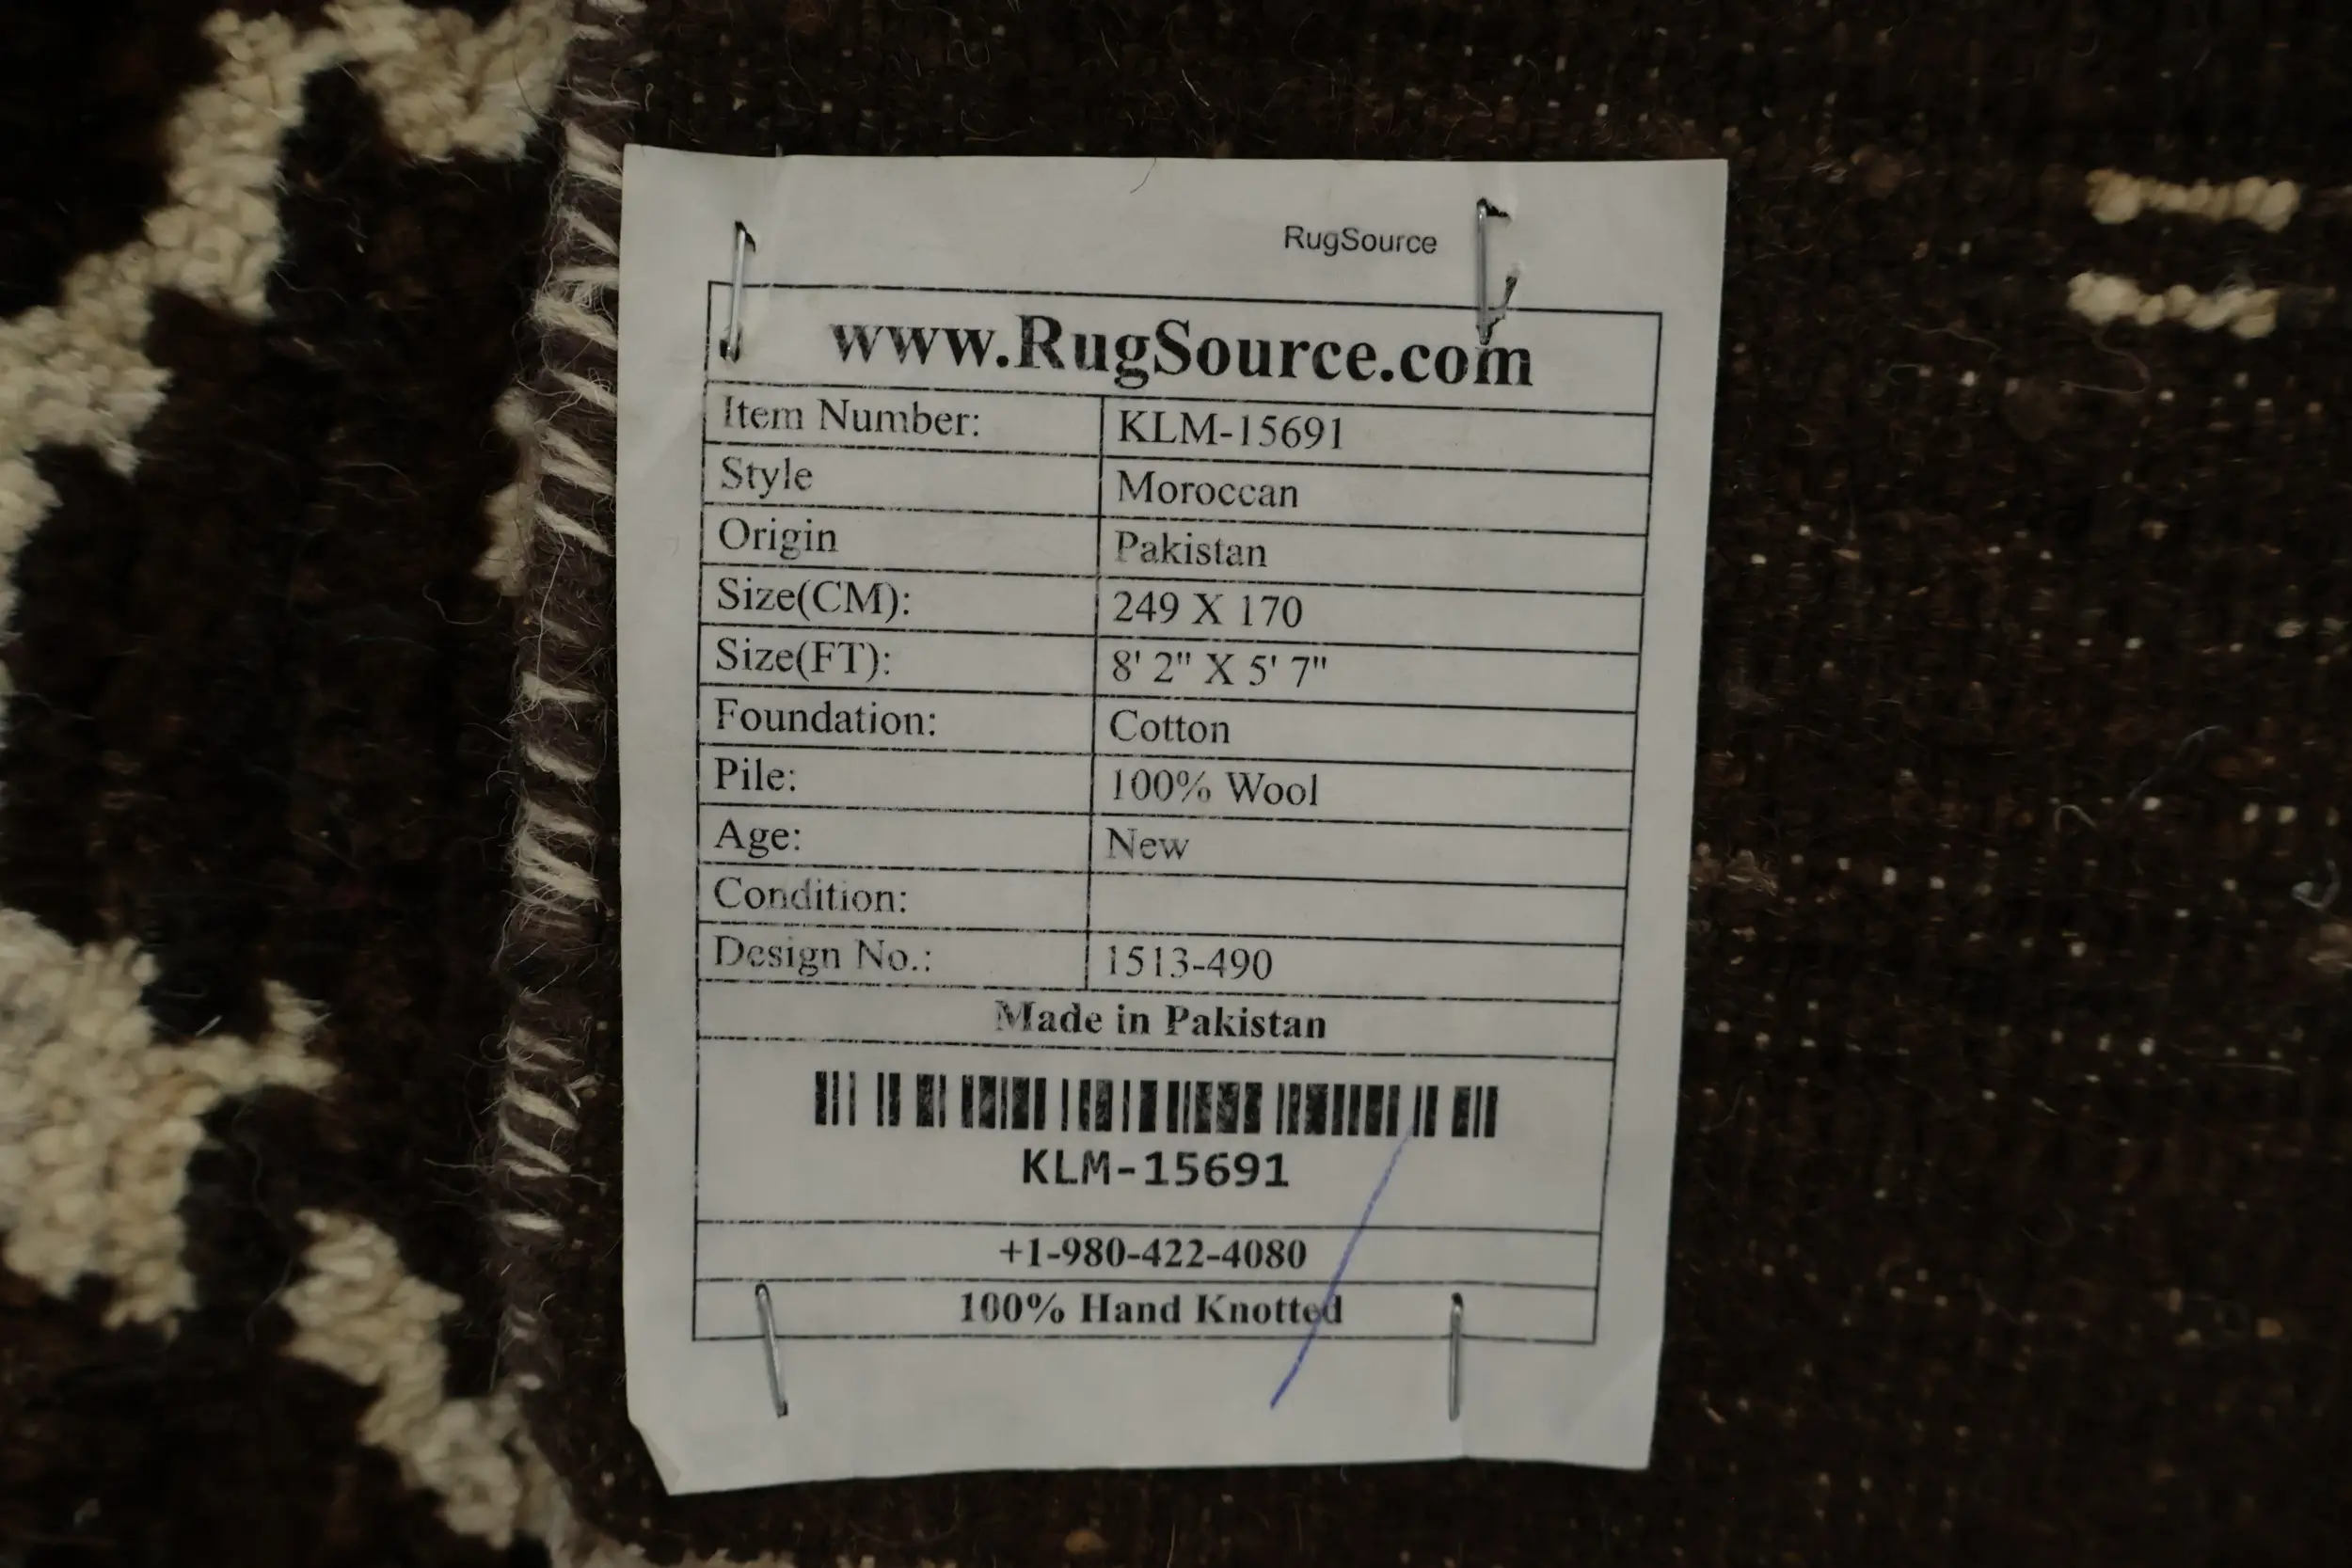 RugSource
www.RugSource.com
Item Number: KLM-15691
Style Moroccan
Origin Pakistan
Size(CM): 249 X 170
Size(FT): 8' 2" X 5' 7"
Foundation: Cotton
Pile: 100% Wool
Age: New
Condition:
Design No.: 1513-490
Made in Pakistan
KLM-15691
+1-980-422-4080
100% Hand Knotted